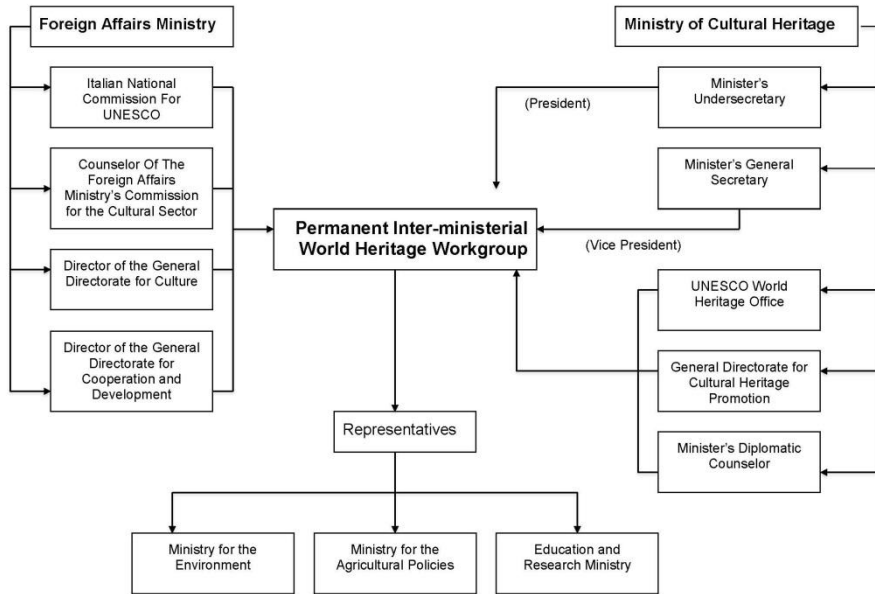 Foreign Affairs Ministry
Italian National
Commission For
UNESCO
Counselor Of The
Foreign Affairs
Ministry's Commission
for the Cultural Sector
Director of the General
Directorate for Culture
Director of the General
Directorate for
Cooperation and
Development
Permanent Inter-ministerial
World Heritage Workgroup
Representatives
Ministry for the
Environment
Ministry for the
Agricultural Policies
Education and
Research Ministry
Ministry of Cultural Heritage
(President)
Minister's
Undersecretary
Minister's General
Secretary
(Vice President)
UNESCO World
Heritage Office
General Directorate for
Cultural Heritage
Promotion
Minister's Diplomatic
Counselor